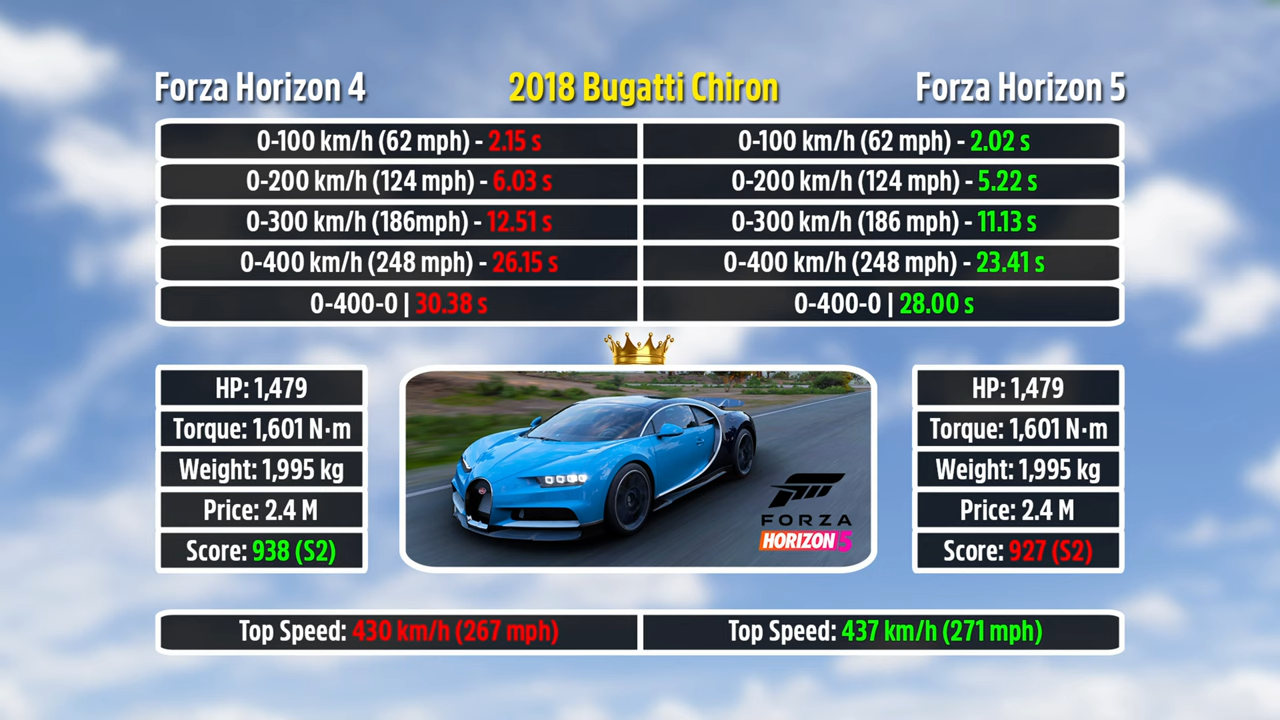 Forza Horizon 4
2018 Bugatti Chiron
Forza Horizon 5
0-100 km/h (62 mph) - 2.15 s
0-100 km/h (62 mph) - 2.02 s
0-200 km/h (124 mph) - 6.03 s
0-200 km/h (124 mph) - 5.22 s
0-300 km/h (186mph) - 12.51 s
0-300 km/h (186 mph) - 11.13 s
0-400 km/h (248 mph) - 26.15 s
0-400 km/h (248 mph) - 23.41 s
0-400-0 | 30.38 s
0-400-0 | 28.00 s
HP: 1,479
Torque: 1,601 N·m
Weight: 1,995 kg
Price: 2.4 M
Score: 938 (S2)
FORZA
HORIZON 5
HP: 1,479
Torque: 1,601 N·m
Weight: 1,995 kg
Price: 2.4 M
Score: 927 (S2)
Top Speed: 430 km/h (267 mph)
Top Speed: 437 km/h (271 mph)